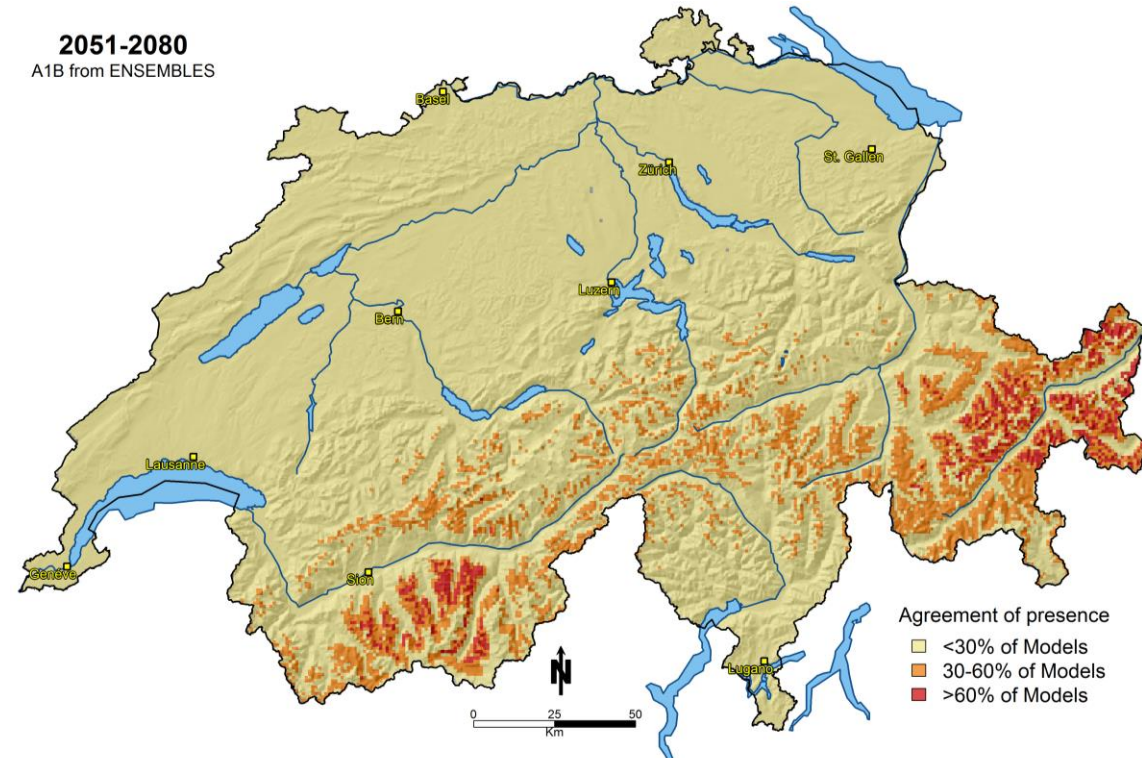 2051-2080
A1B from ENSEMBLES
Basel
St. Gallen
Zürich
Luzern
Bern
Lausanne
Genéve
Sion
Lugano
N
0 25 50
Km
Agreement of presence
<30% of Models
30-60% of Models
>60% of Models